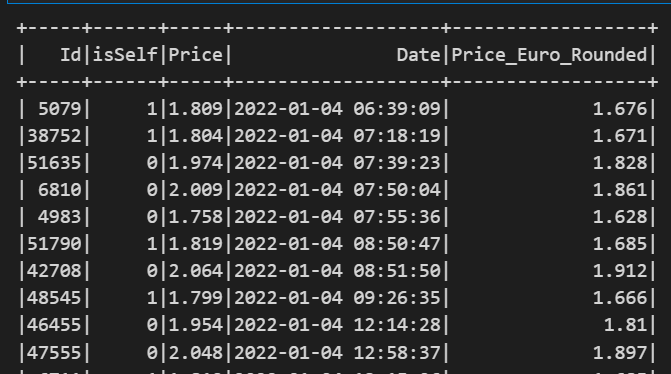 +-----+------+-----+-------------------+------------------+
|   Id|isSelf|Price|               Date|Price_Euro_Rounded|
+-----+------+-----+-------------------+------------------+
| 5079|     1|1.809|2022-01-04 06:39:09|             1.676|
|38752|     1|1.804|2022-01-04 07:18:19|             1.671|
|51635|     0|1.974|2022-01-04 07:39:23|             1.828|
| 6810|     0|2.009|2022-01-04 07:50:04|             1.861|
| 4983|     0|1.758|2022-01-04 07:55:36|             1.628|
|51790|     1|1.819|2022-01-04 08:50:47|             1.685|
|42708|     0|2.064|2022-01-04 08:51:50|             1.912|
|48545|     1|1.799|2022-01-04 09:26:35|             1.666|
|46455|     0|1.954|2022-01-04 12:14:28|              1.81|
|47555|     0|2.048|2022-01-04 12:58:37|             1.897|